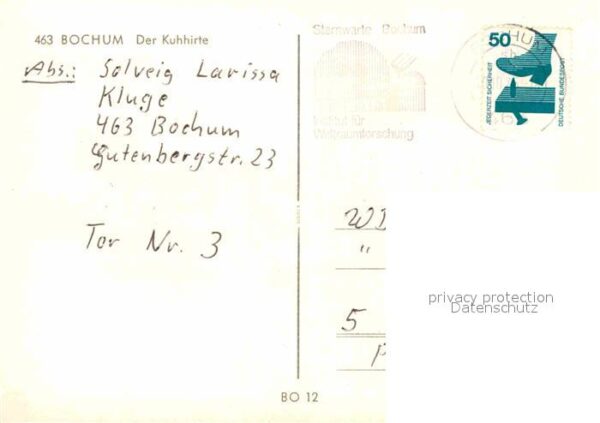 463 BOCHUM Der Kuhhirte
Abs.: Solveig Larissa
Kluge
463 Bochum
Gutenbergstr. 23
Tor Nr. 3
BO 12
Sternwarte Bochum
Institut für
Weltraumforschung
50
JEDERZEIT SICHERHEIT
DEUTSCHE BUNDESPOST
"
5
privacy protection
Datenschutz